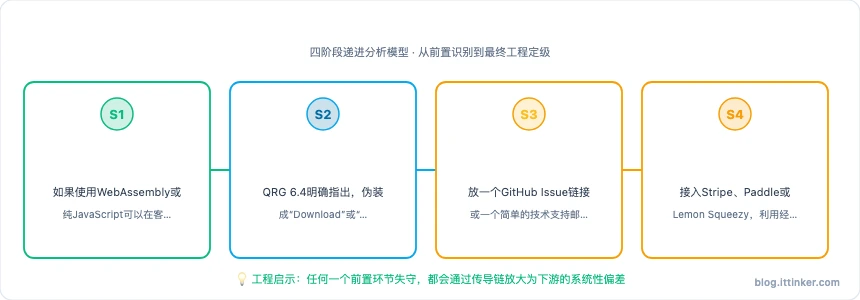 四阶段递进分析模型 · 从前置识别到最终工程定级
S1
如果使用WebAssembly或
纯JavaScript可以在客...
S2
QRG 6.4明确指出，伪装
成“Download”或“...
S3
放一个GitHub Issue链接
或一个简单的技术支持邮...
S4
接入Stripe、Paddle或
Lemon Squeezy，利用经...
💡 工程启示：任何一个前置环节失守，都会通过传导链放大为下游的系统性偏差
blog.ittinker.com